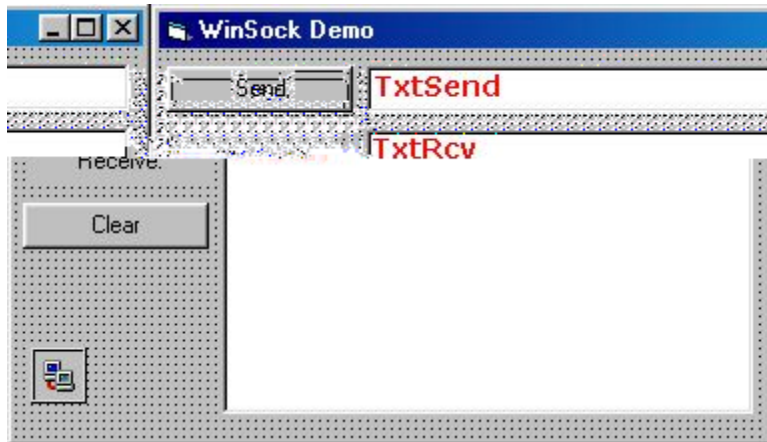 WinSock Demo
Send
TxtSend
TxtRcv
Receive:
Clear